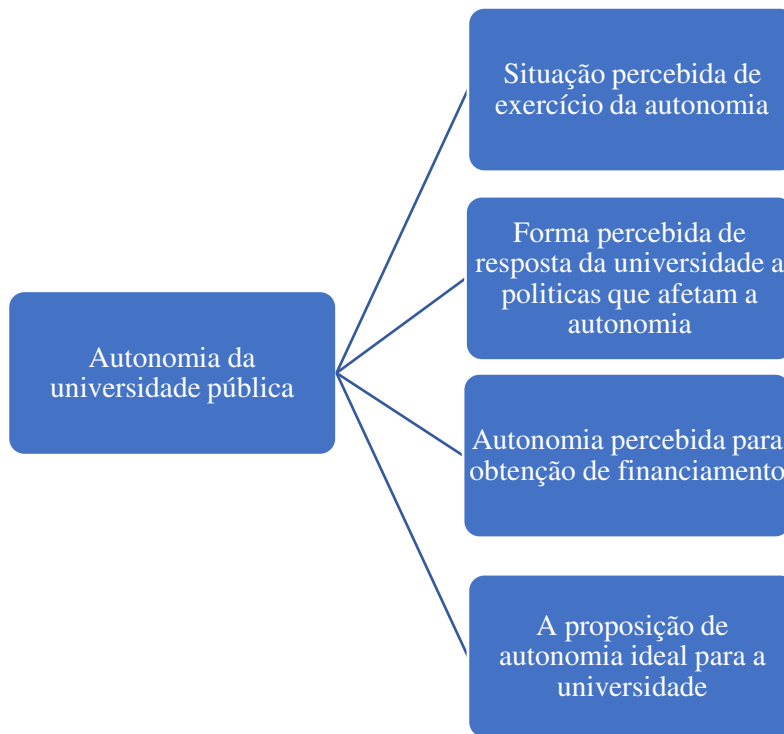 Situação percebida de
exercício da autonomia
Forma percebida de
resposta da universidade a
politicas que afetam a
autonomia
Autonomia da
universidade pública
Autonomia percebida para
obtenção de financiamento
A proposição de
autonomia ideal para a
universidade